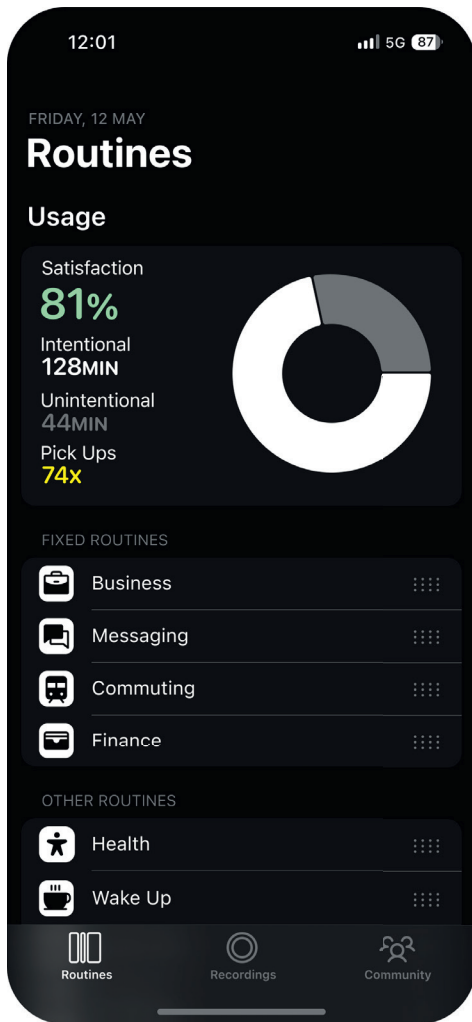 12:01
5G 87
FRIDAY, 12 MAY
Routines
Usage
Satisfaction
81%
Intentional
128MIN
Unintentional
44MIN
Pick Ups
74x
FIXED ROUTINES
Business
Messaging
Commuting
Finance
OTHER ROUTINES
Health
Wake Up
Routines
Recordings
Community